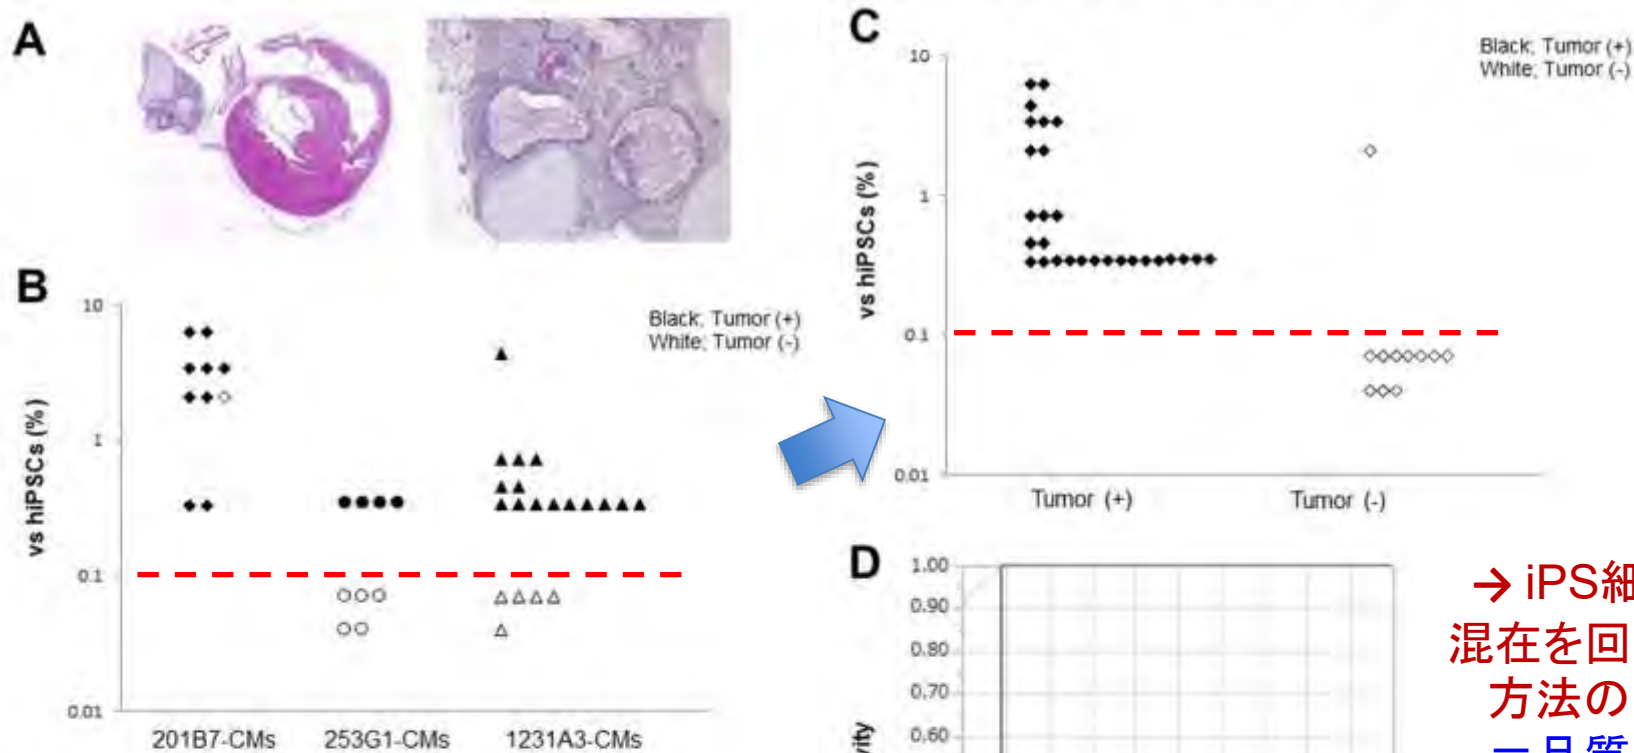 A
B
10
1
0.1
0.01
vs hiPSCs (%)
Black; Tumor (+)
White; Tumor (-)
201B7-CMs
253G1-CMs
1231A3-CMs
C
10
1
0.1
0.01
vs hiPSCs (%)
Black; Tumor (+)
White; Tumor (-)
Tumor (+)
Tumor (-)
D
1.00
0.90
0.80
0.70
0.60
→ iPS細
混在を回
方法の